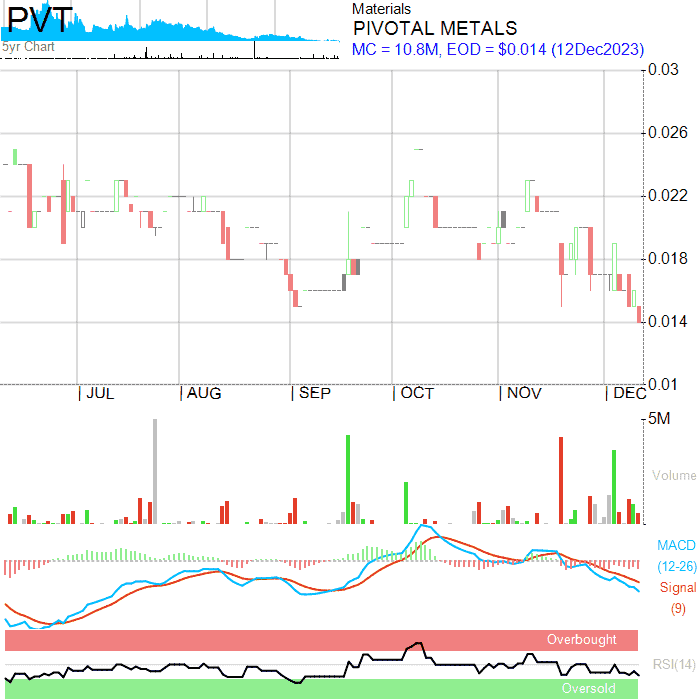 PVT
5yr Chart
Materials
PIVOTAL METALS
MC = 10.8M, EOD = $0.014 (12Dec2023)
0.03
0.026
0.022
0.018
0.014
0.01
| JUL | AUG | SEP | OCT | NOV | DEC
5M
Volume
MACD
(12-26)
Signal
(9)
Overbought
RSI(14)
Oversold